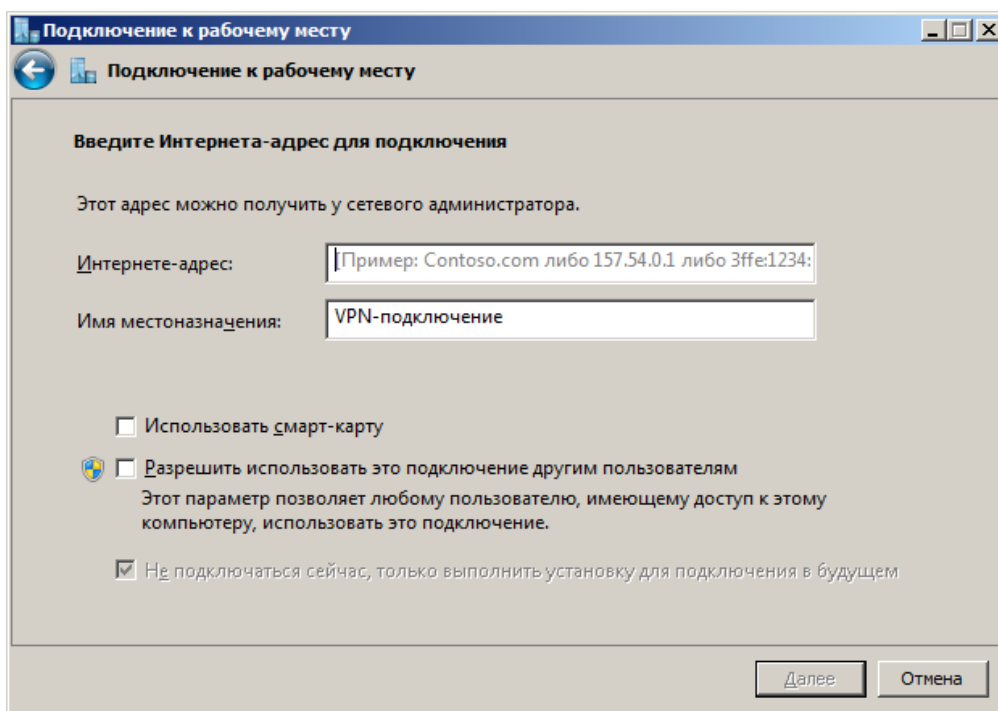 Подключение к рабочему месту
Подключение к рабочему месту
Введите Интернета-адрес для подключения
Этот адрес можно получить у сетевого администратора.
Интернете-адрес:
[Пример: Contoso.com либо 157.54.0.1 либо 3ffe:1234:
Имя местоназначения:
VPN-подключение
Использовать смарт-карту
Разрешить использовать это подключение другим пользователям
Этот параметр позволяет любому пользователю, имеющему доступ к этому
компьютеру, использовать это подключение.
Не подключаться сейчас, только выполнить установку для подключения в будущем
Далее
Отмена